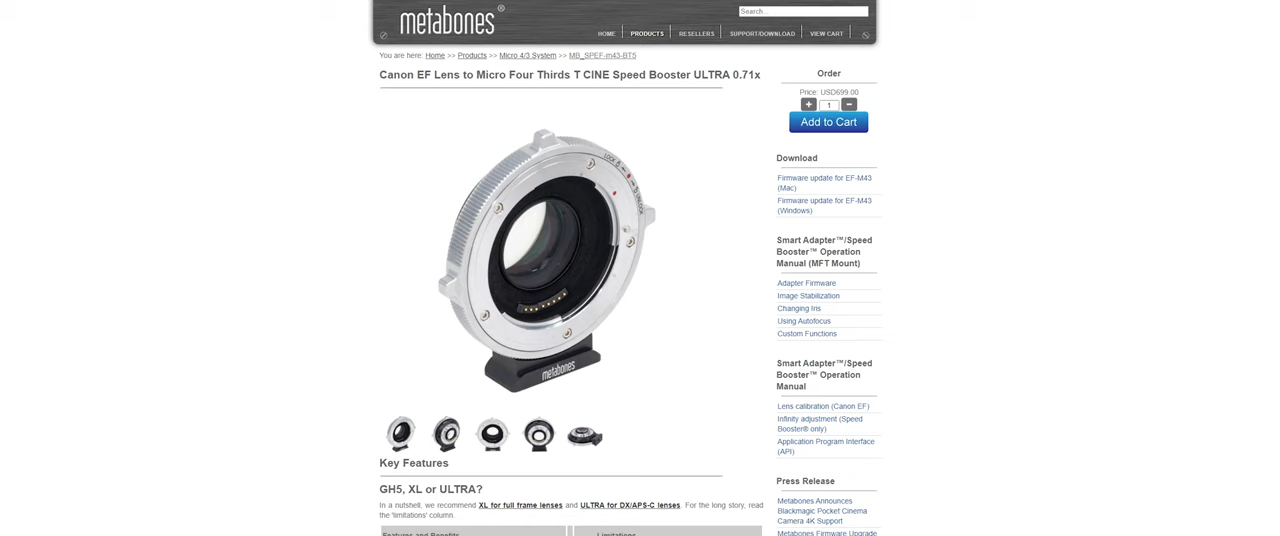 metabones®
Search...
HOME
PRODUCTS
RESELLERS
SUPPORT/DOWNLOAD
VIEW CART
You are here: Home >> Products >> Micro 4/3 System >> MB_SPEF-m43-BT5
Canon EF Lens to Micro Four Thirds T CINE Speed Booster ULTRA 0.71x
LOCK
UNLOCK
metabones
Key Features
GH5, XL or ULTRA?
In a nutshell, we recommend XL for full frame lenses and ULTRA for DX/APS-C lenses. For the long story, read
the 'limitations' column.
Features and Benefits
Limitations
Order
Price: USD699.00
+ 1 −
Add to Cart
Download
Firmware update for EF-M43
(Mac)
Firmware update for EF-M43
(Windows)
Smart Adapter™/Speed
Booster™ Operation
Manual (MFT Mount)
Adapter Firmware
Image Stabilization
Changing Iris
Using Autofocus
Custom Functions
Smart Adapter™/Speed
Booster™ Operation
Manual
Lens calibration (Canon EF)
Infinity adjustment (Speed
Booster® only)
Application Program Interface
(API)
Press Release
Metabones Announces
Blackmagic Pocket Cinema
Camera 4K Support
Metabones Firmware Upgrade